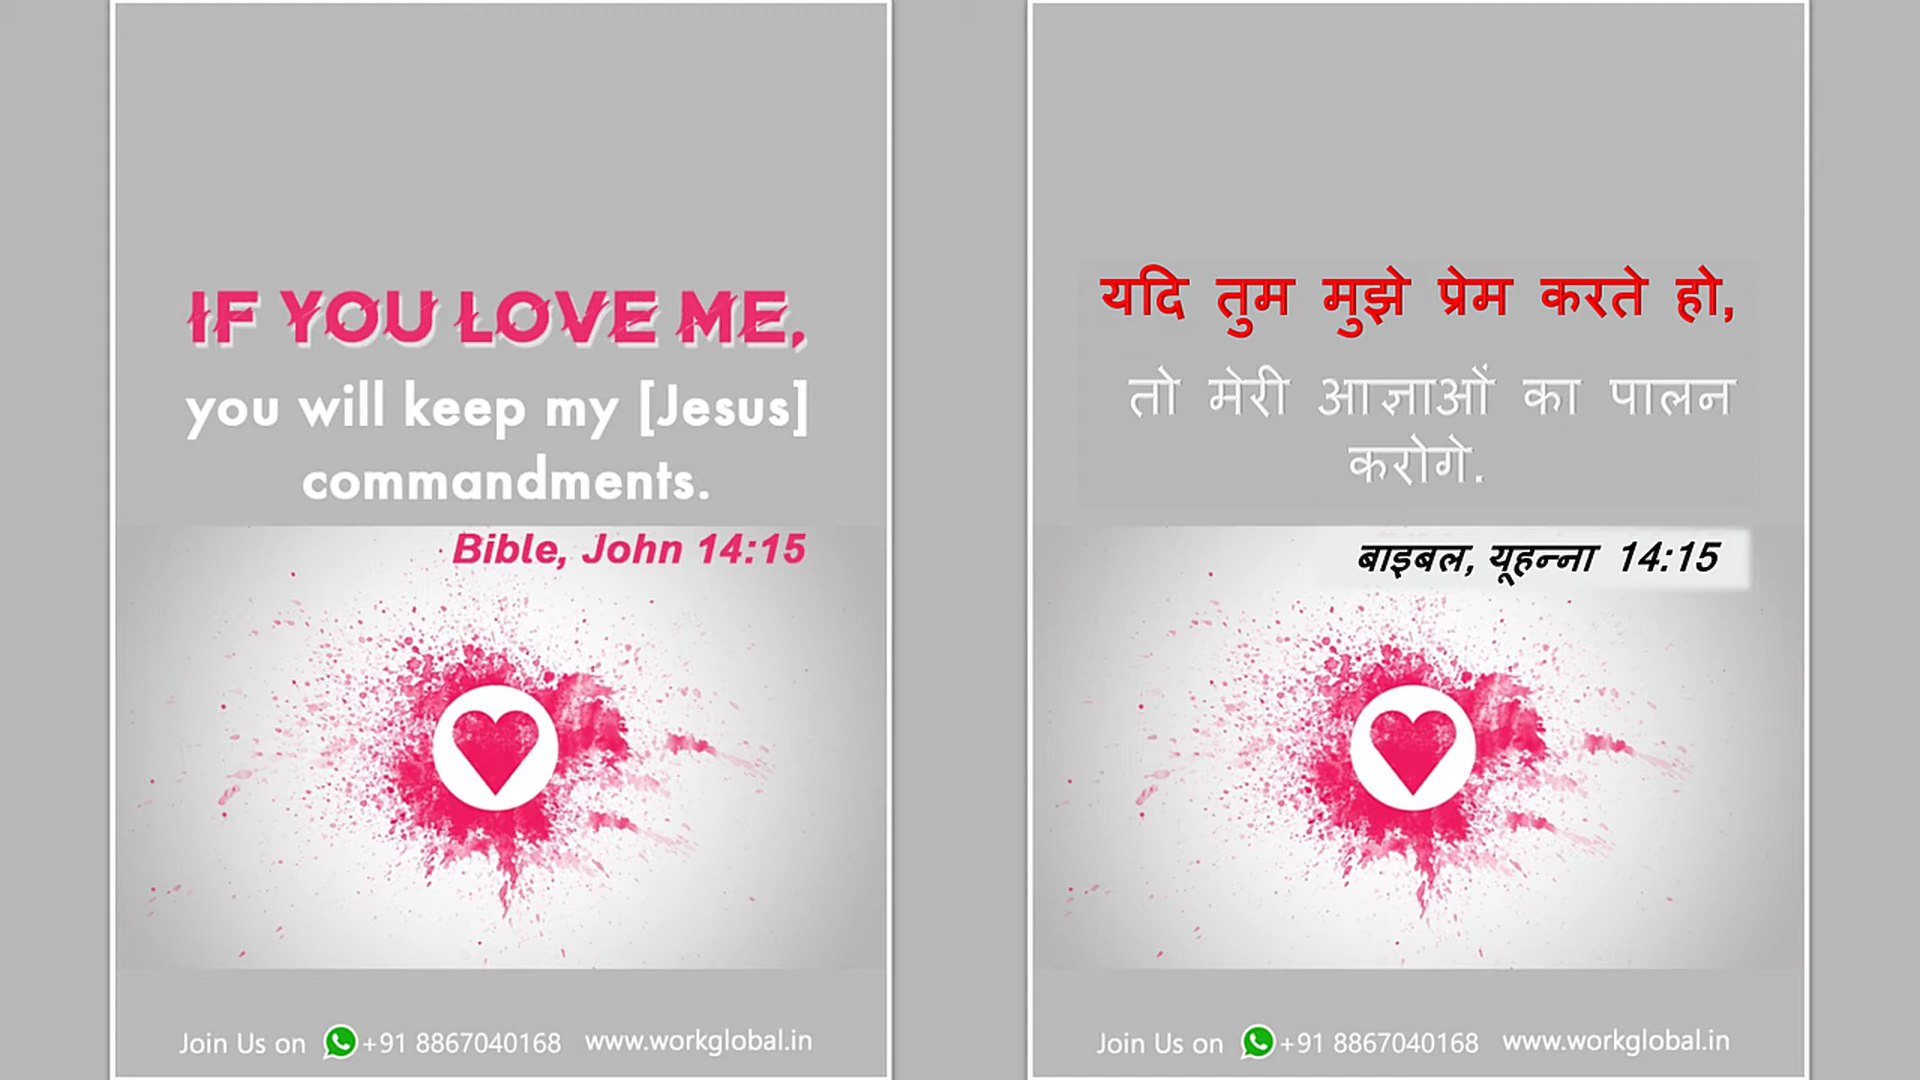 IF YOU LOVE ME,
you will keep my [Jesus]
commandments.
Bible, John 14:15
Join Us on +91 8867040168 www.workglobal.in
यदि तुम मुझे प्रेम करते हो,
तो मेरी आज्ञाओं का पालन
करोगे.
बाइबल, यूहन्ना 14:15
Join Us on +91 8867040168 www.workglobal.in